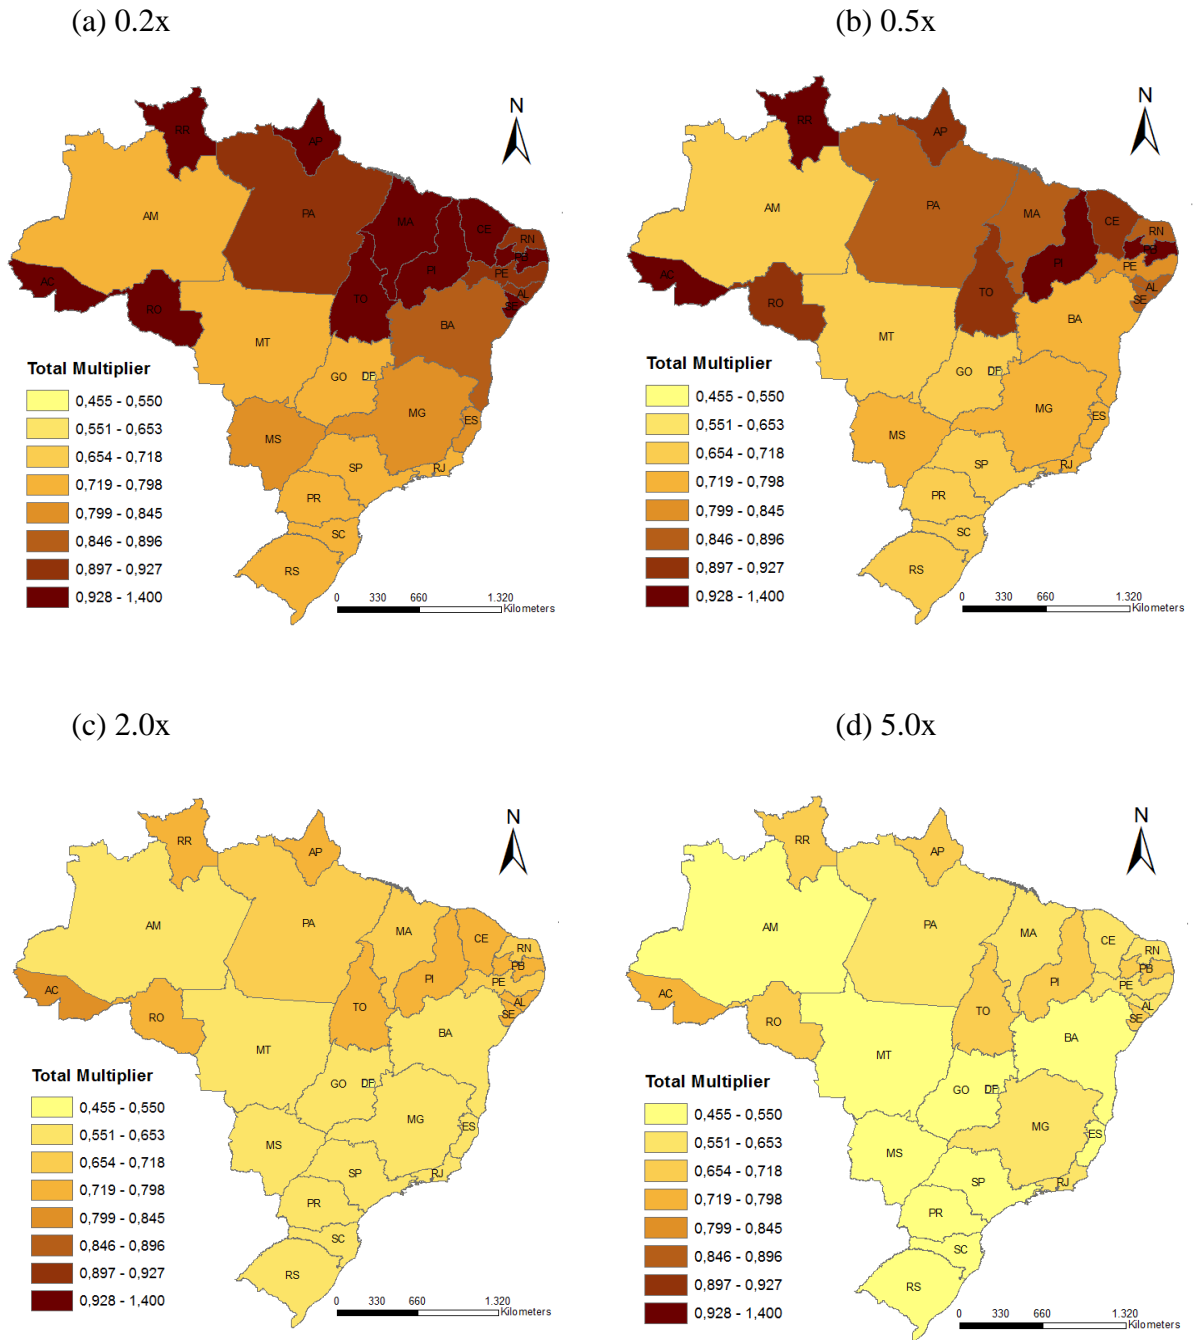 (a) 0.2x
N
RR
AP
AM
PA
MA
CE
RN
PB
PI
PE
AL
SE
AC
RO
TO
BA
MT
GO
DF
MG
ES
MS
SP
RJ
PR
SC
RS
Total Multiplier
0,455 - 0,550
0,551 - 0,653
0,654 - 0,718
0,719 - 0,798
0,799 - 0,845
0,846 - 0,896
0,897 - 0,927
0,928 - 1,400
0 330 660 1.320
Kilometers
(b) 0.5x
N
RR
AP
AM
PA
MA
CE
RN
PB
PI
PE
AL
SE
AC
RO
TO
BA
MT
GO
DF
MG
ES
MS
SP
RJ
PR
SC
RS
Total Multiplier
0,455 - 0,550
0,551 - 0,653
0,654 - 0,718
0,719 - 0,798
0,799 - 0,845
0,846 - 0,896
0,897 - 0,927
0,928 - 1,400
0 330 660 1.320
Kilometers
(c) 2.0x
N
RR
AP
AM
PA
MA
CE
RN
PB
PI
PE
AL
SE
AC
RO
TO
BA
MT
GO
DF
MG
ES
MS
SP
RJ
PR
SC
RS
Total Multiplier
0,455 - 0,550
0,551 - 0,653
0,654 - 0,718
0,719 - 0,798
0,799 - 0,845
0,846 - 0,896
0,897 - 0,927
0,928 - 1,400
0 330 660 1.320
Kilometers
(d) 5.0x
N
RR
AP
AM
PA
MA
CE
RN
PB
PI
PE
AL
SE
AC
RO
TO
BA
MT
GO
DF
MG
ES
MS
SP
RJ
PR
SC
RS
Total Multiplier
0,455 - 0,550
0,551 - 0,653
0,654 - 0,718
0,719 - 0,798
0,799 - 0,845
0,846 - 0,896
0,897 - 0,927
0,928 - 1,400
0 330 660 1.320
Kilometers